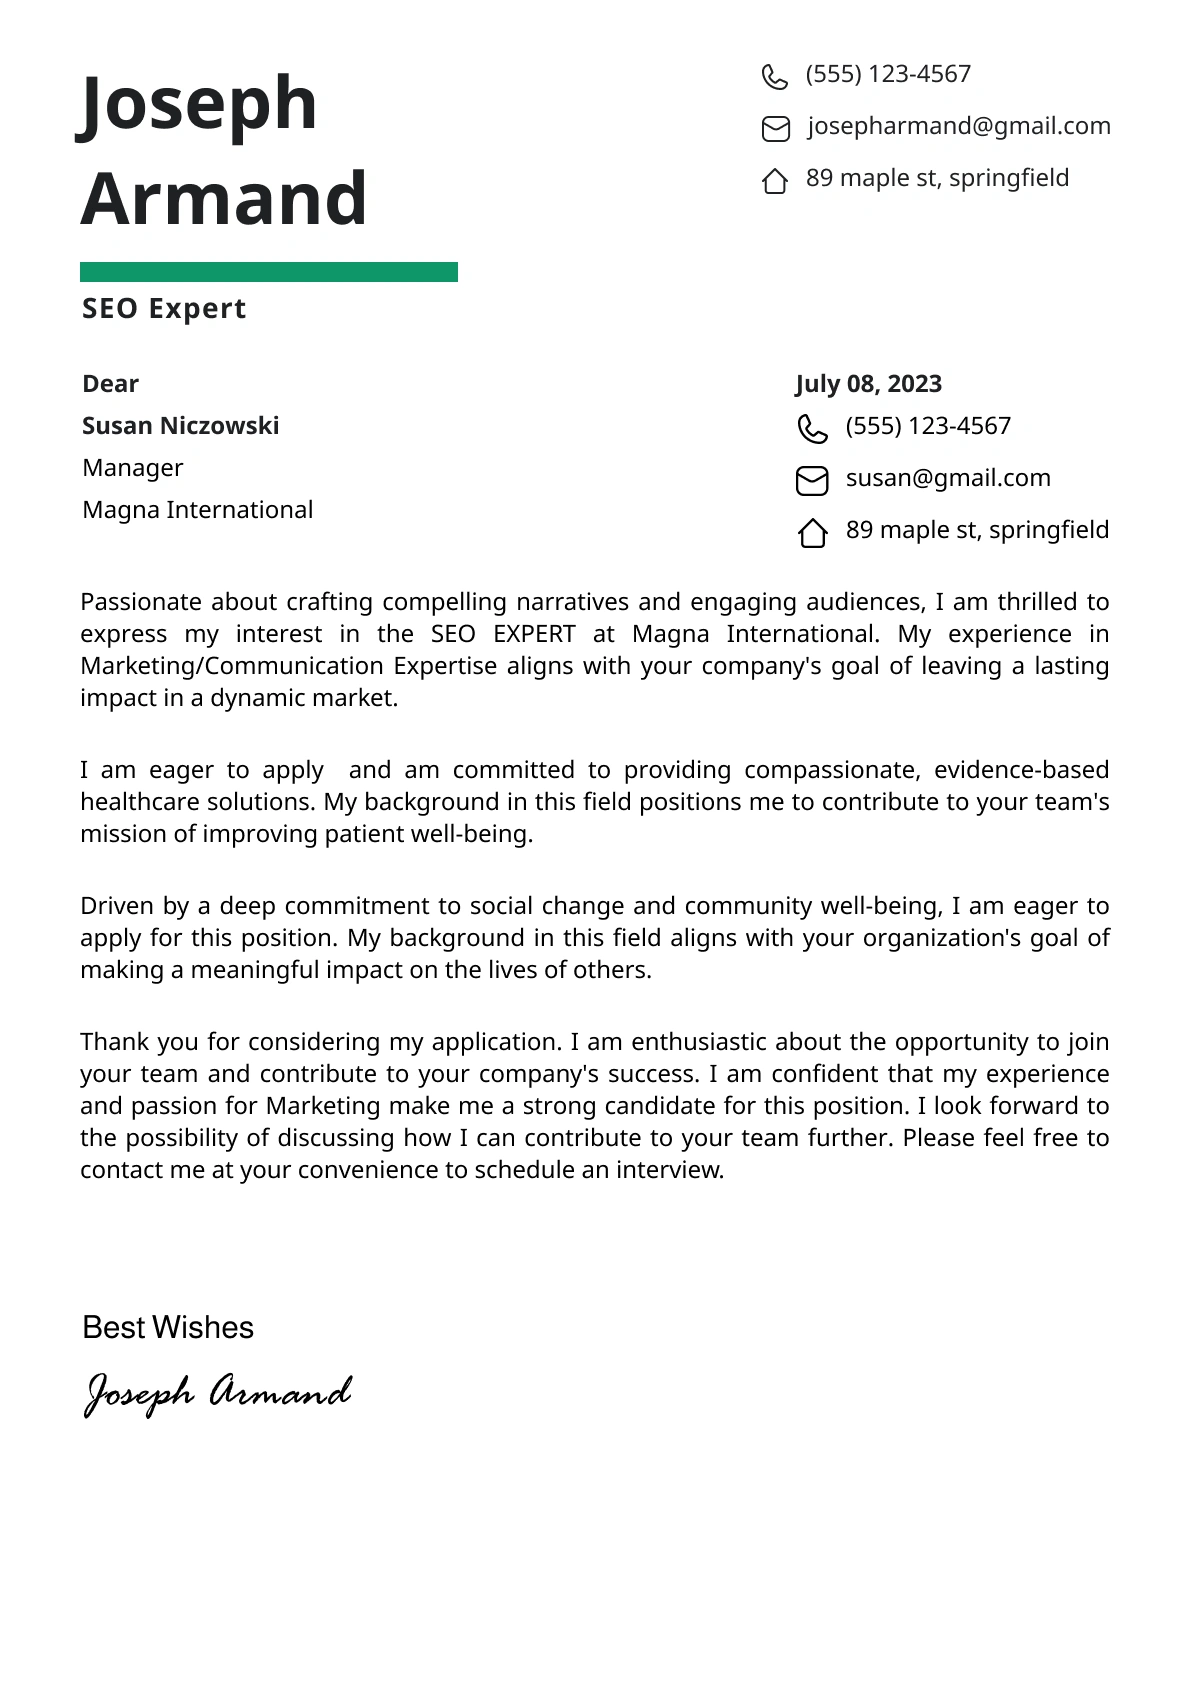 Joseph
Armand
(555) 123-4567
josepharmand@gmail.com
89 maple st, springfield
SEO Expert
Dear
Susan Niczowski
Manager
Magna International
July 08, 2023
(555) 123-4567
susan@gmail.com
89 maple st, springfield
Passionate about crafting compelling narratives and engaging audiences, I am thrilled to
express my interest in the SEO EXPERT at Magna International. My experience in
Marketing/Communication Expertise aligns with your company's goal of leaving a lasting
impact in a dynamic market.
I am eager to apply  and am committed to providing compassionate, evidence-based
healthcare solutions. My background in this field positions me to contribute to your team's
mission of improving patient well-being.
Driven by a deep commitment to social change and community well-being, I am eager to
apply for this position. My background in this field aligns with your organization's goal of
making a meaningful impact on the lives of others.
Thank you for considering my application. I am enthusiastic about the opportunity to join
your team and contribute to your company's success. I am confident that my experience
and passion for Marketing make me a strong candidate for this position. I look forward to
the possibility of discussing how I can contribute to your team further. Please feel free to
contact me at your convenience to schedule an interview.
Best Wishes
Joseph Armand